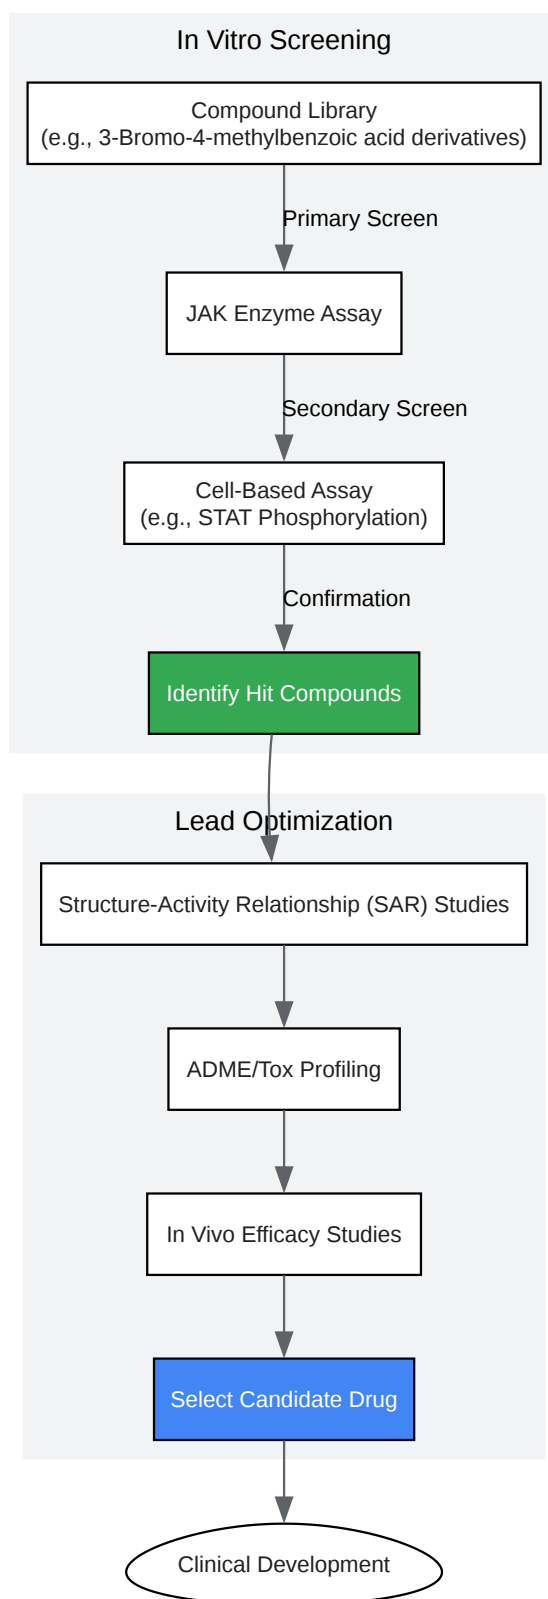 In Vitro Screening
Compound Library
(e.g., 3-Bromo-4-methylbenzoic acid derivatives)
Primary Screen
JAK Enzyme Assay
Secondary Screen
Cell-Based Assay
(e.g., STAT Phosphorylation)
Confirmation
Identify Hit Compounds
Lead Optimization
Structure-Activity Relationship (SAR) Studies
ADME/Tox Profiling
In Vivo Efficacy Studies
Select Candidate Drug
Clinical Development